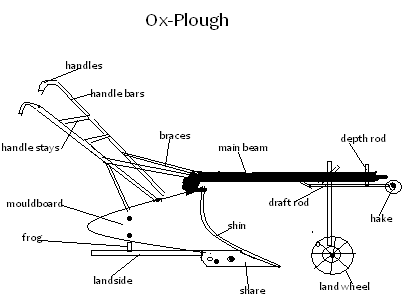 Ox-Plough
handles
handle bars
handle stays
braces
main beam
depth rod
mouldboard
draft rod
hake
shin
frog
landside
share
land wheel